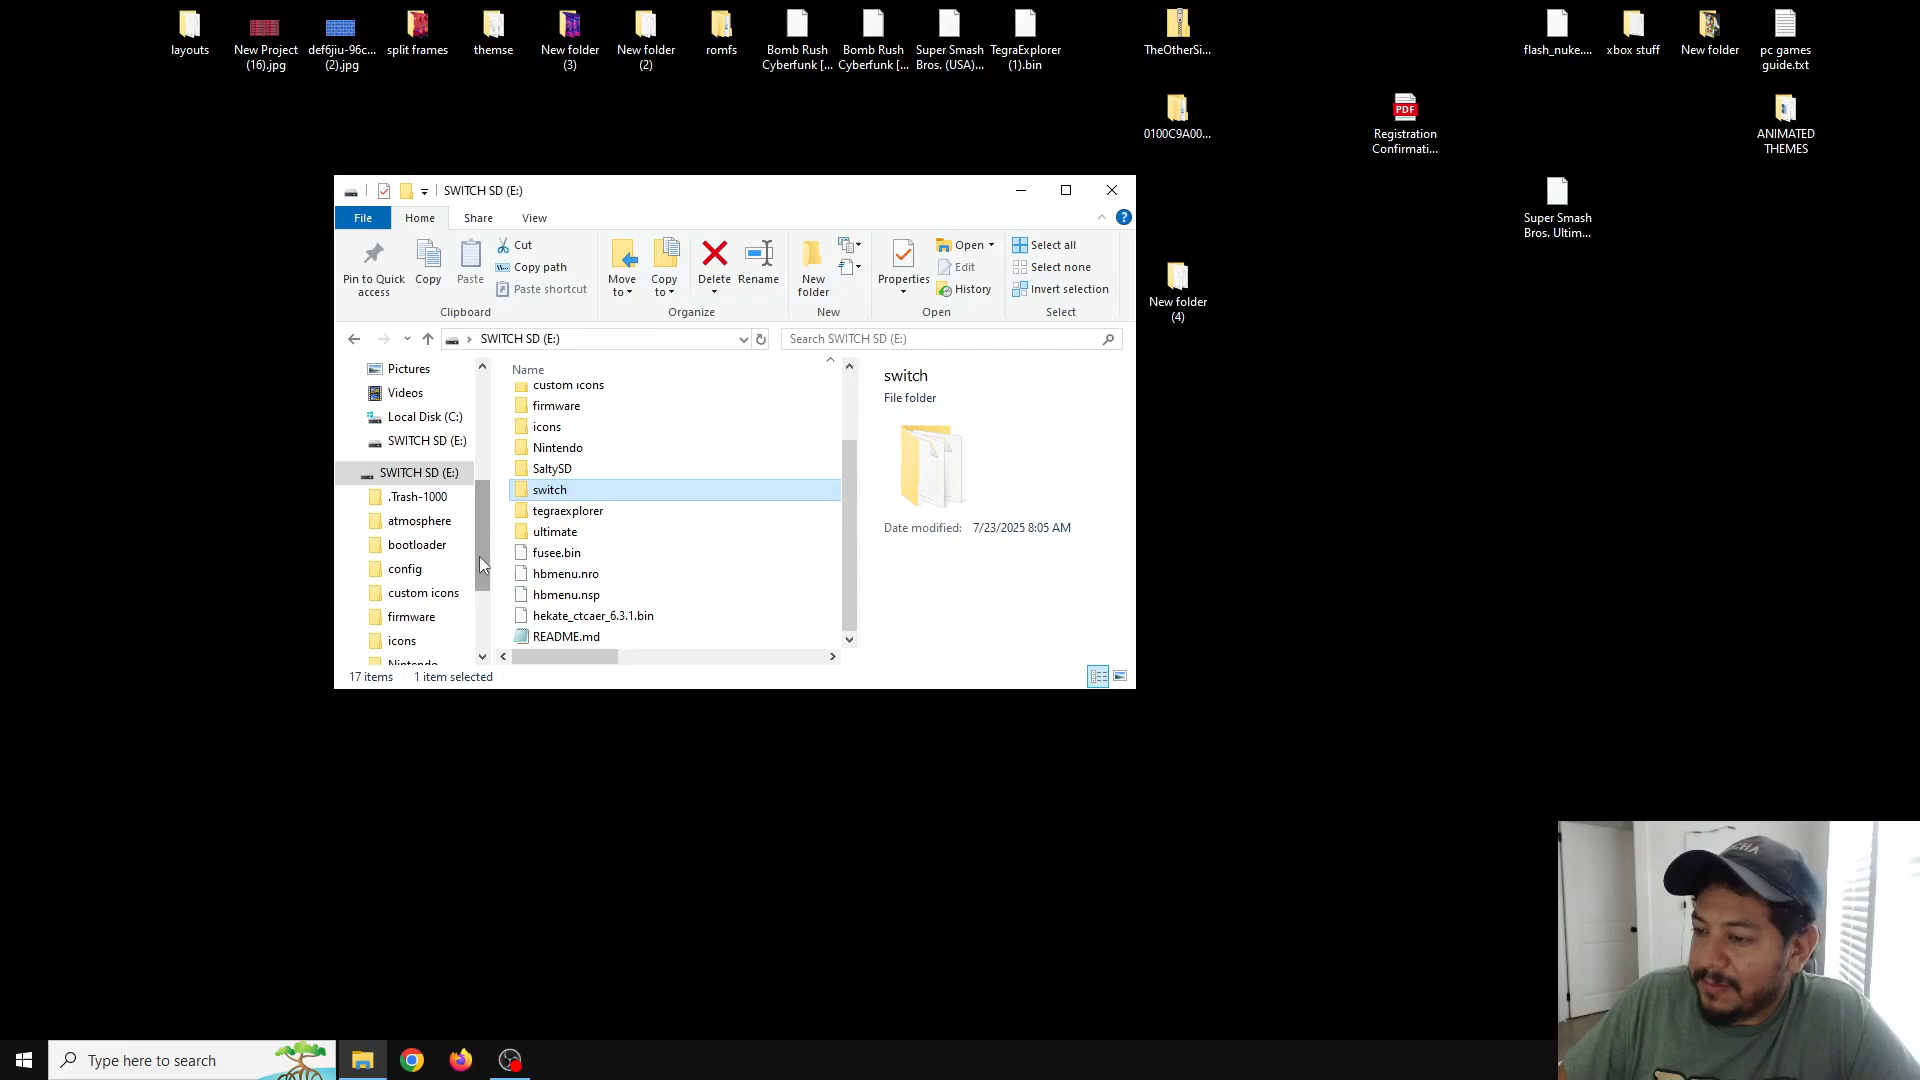 layouts
New Project
(16).jpg
def6jiu-96c...
(2).jpg
split frames
themse
New folder
(3)
New folder
(2)
romfs
Bomb Rush
Cyberfunk [...
Bomb Rush
Cyberfunk [...
Super Smash
Bros. (USA)...
TegraExplorer
(1).bin
TheOtherSi...
flash_nuke....
xbox stuff
New folder
pc games
guide.txt
0100C9A00...
PDF
Registration
Confirmati...
ANIMATED
THEMES
Super Smash
Bros. Ultim...
New folder
(4)
SWITCH SD (E:)
File
Home
Share
View
Pin to Quick
access
Copy
Paste
Cut
Copy path
Paste shortcut
Clipboard
Move
to
Copy
to
Delete
Rename
Organize
New
folder
New
Properties
Open
Edit
History
Open
Select all
Select none
Invert selection
Select
SWITCH SD (E:)
Search SWITCH SD (E:)
Pictures
Videos
Local Disk (C:)
SWITCH SD (E:)
SWITCH SD (E:)
.Trash-1000
atmosphere
bootloader
config
custom icons
firmware
icons
Nintendo
Name
custom icons
firmware
icons
Nintendo
SaltySD
switch
tegraexplorer
ultimate
fusee.bin
hbmenu.nro
hbmenu.nsp
hekate_ctcaer_6.3.1.bin
README.md
switch
File folder
Date modified: 7/23/2025 8:05 AM
17 items
1 item selected
Type here to search